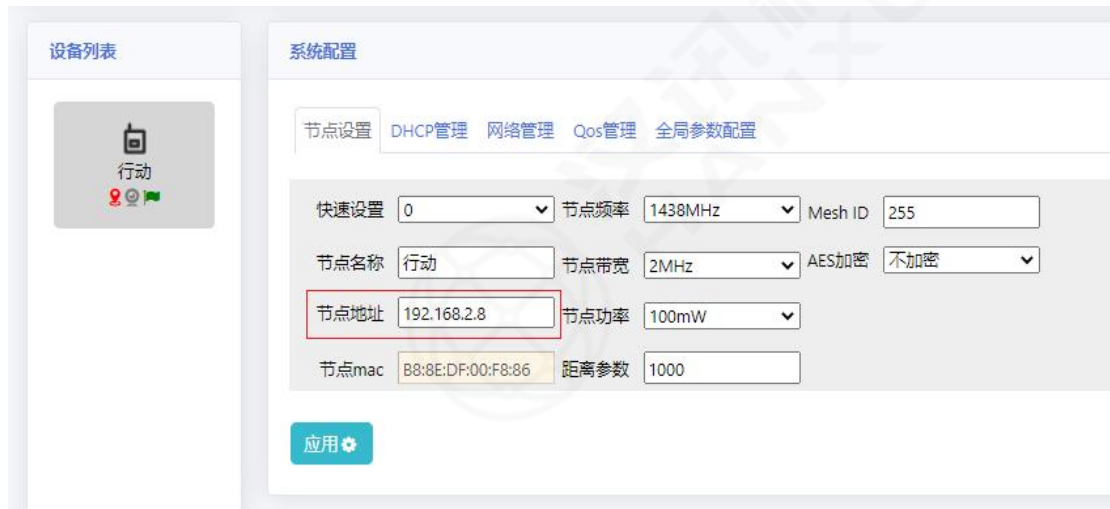 设备列表
系统配置
行动
节点设置 DHCP管理 网络管理 Qos管理 全局参数配置
快速设置 0 节点频率 1438MHz Mesh ID 255
节点名称 行动 节点带宽 2MHz AES加密 不加密
节点地址 192.168.2.8 节点功率 100mW
节点mac B8:8E:DF:00:F8:86 距离参数 1000
应用